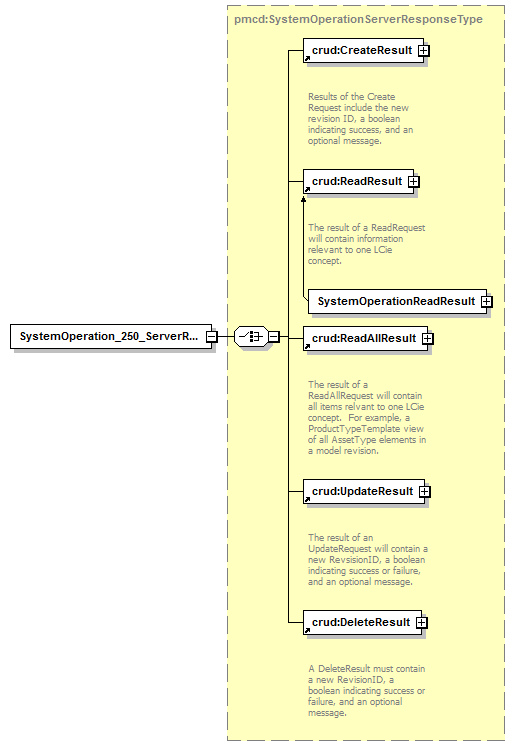 pmcd:SystemOperationServerResponseType
crud:CreateResult
Results of the Create
Request include the new
revision ID, a boolean
indicating success, and an
optional message.
crud:ReadResult
The result of a ReadRequest
will contain information
relevant to one LCie
concept.
SystemOperationReadResult
SystemOperation_250_ServerR...
crud:ReadAllResult
The result of a
ReadAllRequest will contain
all items relvant to one LCie
concept.  For example, a
ProductTypeTemplate view
of all AssetType elements in
a model revision.
crud:UpdateResult
The result of an
UpdateRequest will contain a
new RevsisionID, a boolean
indicating success or failure,
and an optional message.
crud:DeleteResult
A DeleteResult must contain
a new RevisionID, a
boolean indicating success or
failure, and an optional
message.